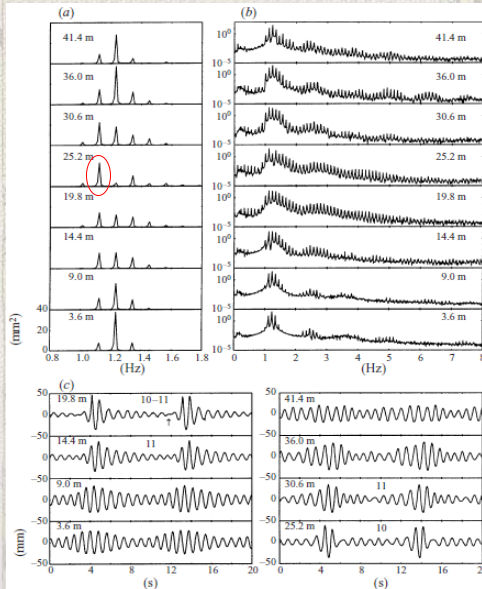 (a)
41.4 m
36.0 m
30.6 m
25.2 m
19.8 m
14.4 m
9.0 m
3.6 m
40
20
0
(mm²)
0.8 1.0 1.2 1.4 1.6 1.8
(Hz)
(b)
10⁰ 41.4 m
10⁻⁵
10⁰ 36.0 m
10⁻⁵
10⁰ 30.6 m
10⁻⁵
10⁰ 25.2 m
10⁻⁵
10⁰ 19.8 m
10⁻⁵
10⁰ 14.4 m
10⁻⁵
10⁰ 9.0 m
10⁻⁵
10⁰ 3.6 m
10⁻⁵
0 1 2 3 4 5 6 7 8
(Hz)
(c)
50 19.8 m 10–11
0
↑
−50 14.4 m 11
0
50 9.0 m
0
−50
50 3.6 m
0
−50
(mm)
0 4 8 12 16 20
(s)
50 41.4 m
0
−50 36.0 m
0
50 30.6 m 11
0
−50
50 25.2 m 10
0
−50
0 4 8 12 16 20
(s)